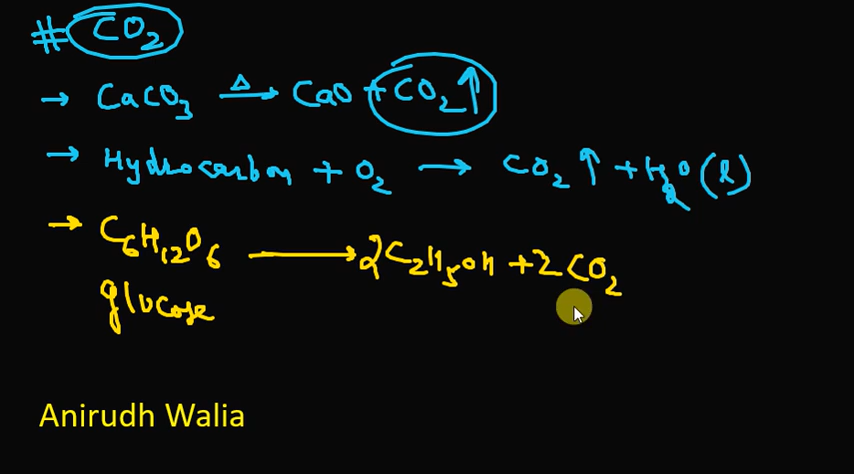 # CO₂
→ CaCO₃ —Δ→ CaO + CO₂ ↑
→ Hydrocarbon + O₂ → CO₂ ↑ + H₂O (l)
→ C₆H₁₂O₆ → 2C₂H₅OH + 2CO₂
glucose
Anirudh Walia